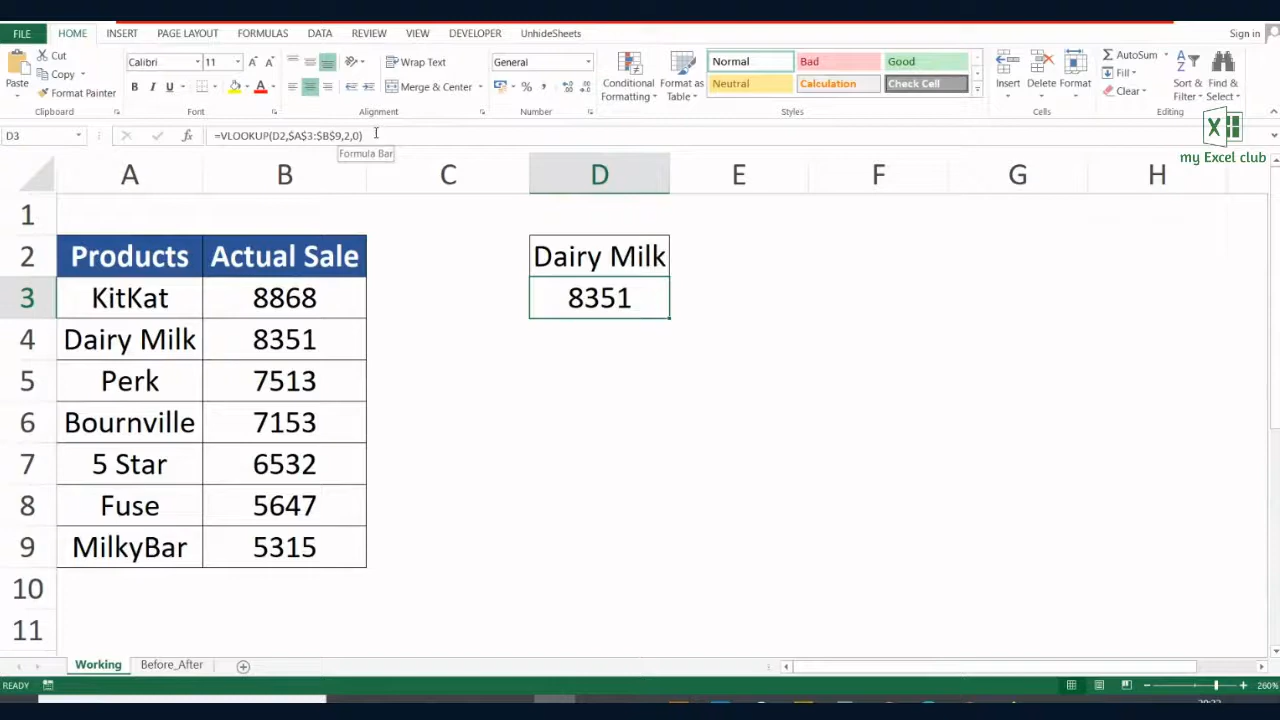 FILE HOME INSERT PAGE LAYOUT FORMULAS DATA REVIEW VIEW DEVELOPER UnhideSheets Sign in
Paste Cut Copy Format Painter
Clipboard
Calibri 11
B I U A
Font
Wrap Text
Merge & Center
Alignment
General
%
Number
Conditional Formatting Format as Table
Normal Bad Good
Neutral Calculation Check Cell
Styles
Insert Delete Format
Cells
AutoSum
Fill
Clear
Sort & Filter Find & Select
Editing
D3 fx =VLOOKUP(D2,$A$3:$B$9,2,0)
Formula Bar
my Excel club
A B C D E F G H
1
2 Products Actual Sale Dairy Milk
3 KitKat 8868 8351
4 Dairy Milk 8351
5 Perk 7513
6 Bournville 7153
7 5 Star 6532
8 Fuse 5647
9 MilkyBar 5315
10
11
Working Before_After
READY 260%